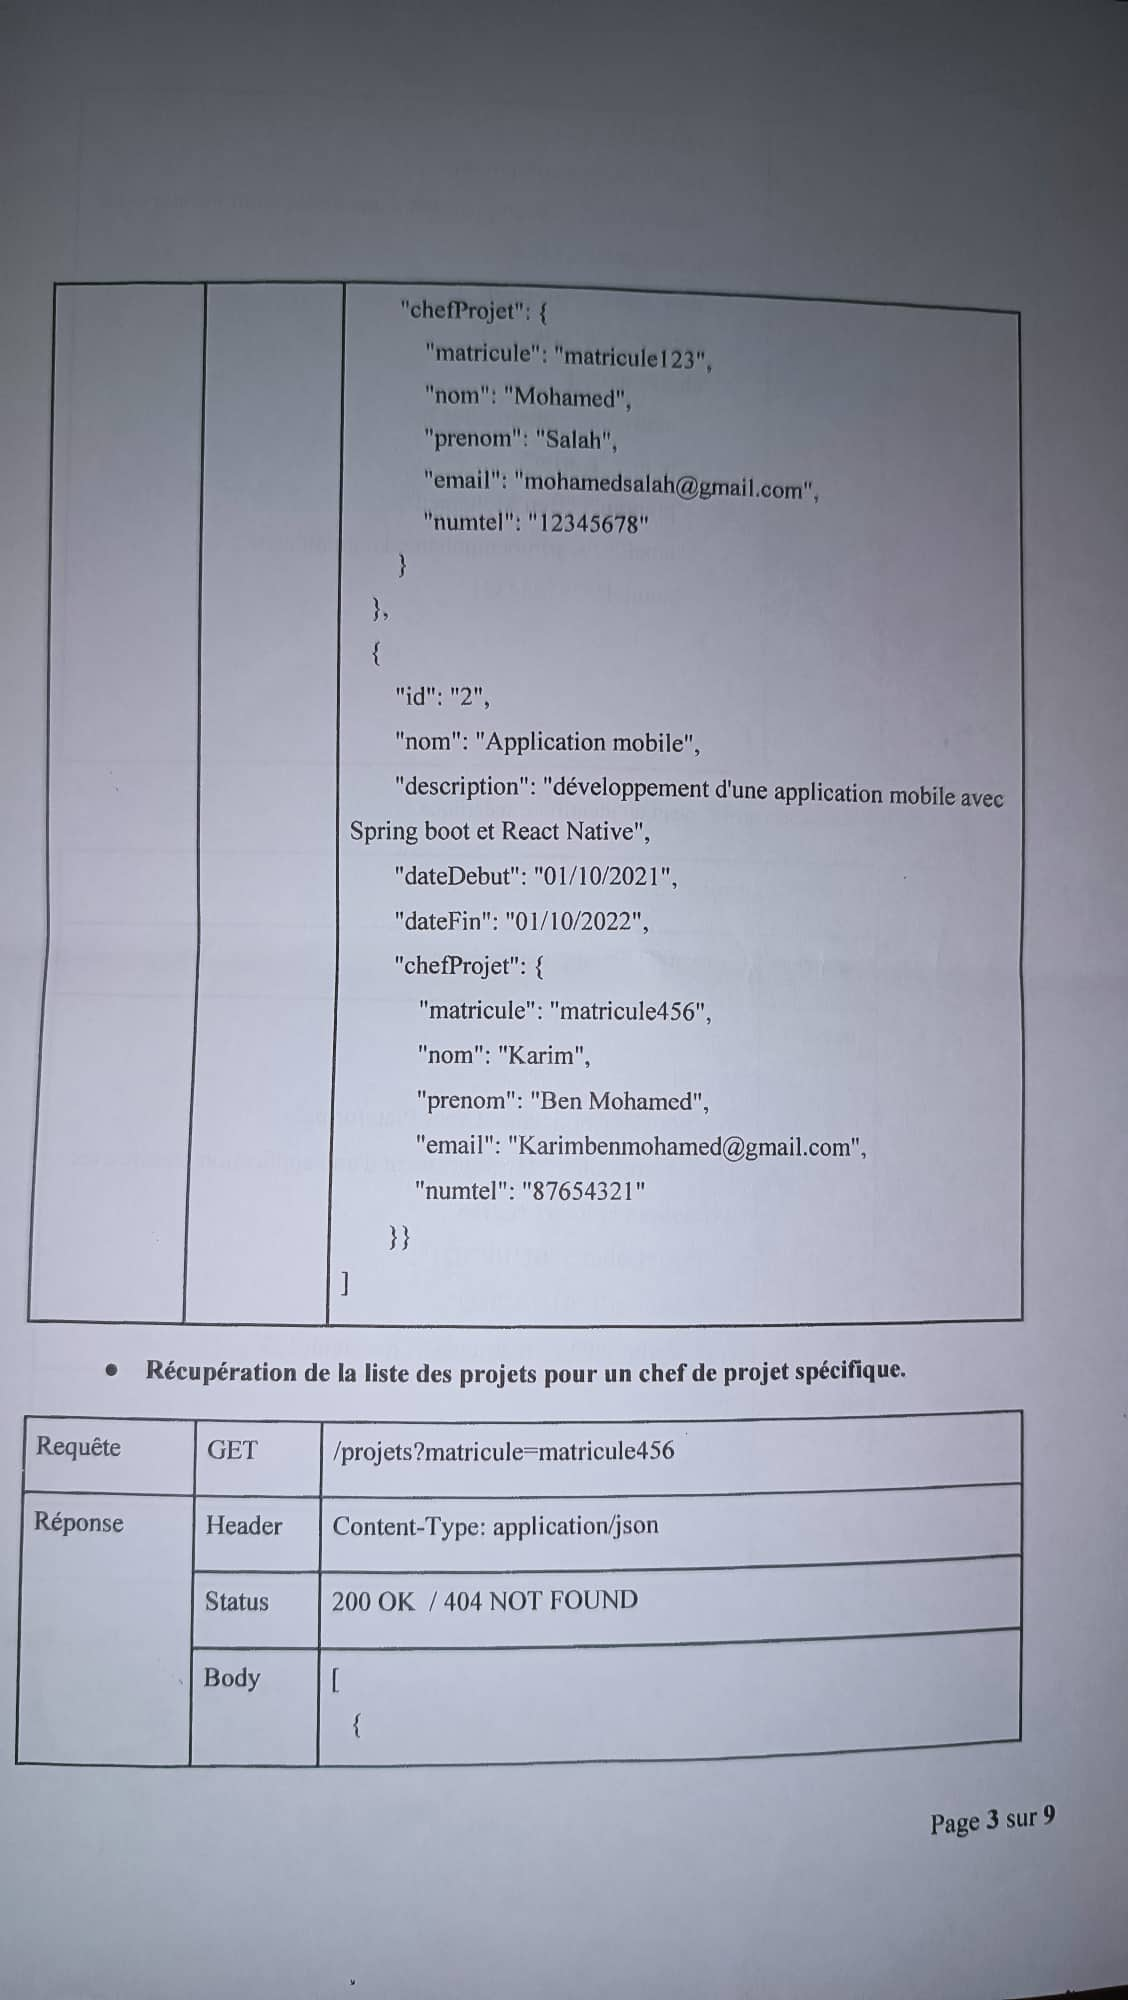 "chefProjet": {
"matricule": "matricule123",
"nom": "Mohamed",
"prenom": "Salah",
"email": "mohamedsalah@gmail.com",
"numtel": "12345678"
}
},
{
"id": "2",
"nom": "Application mobile",
"description": "développement d'une application mobile avec
Spring boot et React Native",
"dateDebut": "01/10/2021",
"dateFin": "01/10/2022",
"chefProjet": {
"matricule": "matricule456",
"nom": "Karim",
"prenom": "Ben Mohamed",
"email": "Karimbenmohamed@gmail.com",
"numtel": "87654321"
}}
]
• Récupération de la liste des projets pour un chef de projet spécifique.
Requête GET /projets?matricule=matricule456
Réponse Header Content-Type: application/json
Status 200 OK / 404 NOT FOUND
Body [
{
Page 3 sur 9